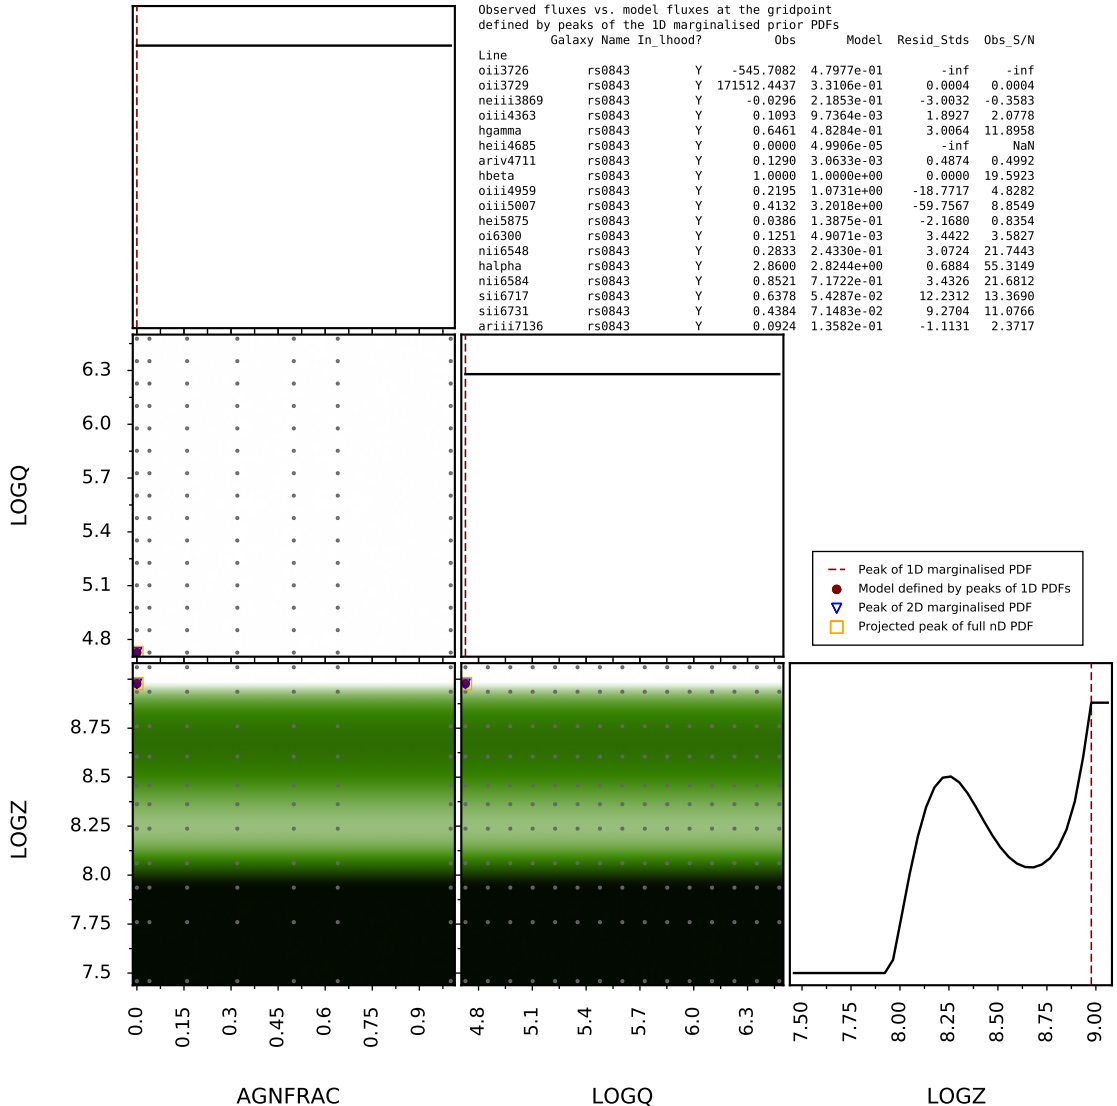 Observed fluxes vs. model fluxes at the gridpoint
defined by peaks of the 1D marginalised prior PDFs
Galaxy Name In_lhood? Obs Model Resid_Stds Obs_S/N
Line
oii3726 rs0843 Y -545.7082 4.7977e-01 -inf -inf
oii3729 rs0843 Y 171512.4437 3.3106e-01 0.0004 0.0004
neiii3869 rs0843 Y -0.0296 2.1853e-01 -3.0032 -0.3583
oiii4363 rs0843 Y 0.1093 9.7364e-03 1.8927 2.0778
hgamma rs0843 Y 0.6461 4.8284e-01 3.0064 11.8958
heii4685 rs0843 Y 0.0000 4.9906e-05 -inf NaN
ariv4711 rs0843 Y 0.1290 3.0633e-03 0.4874 0.4992
hbeta rs0843 Y 1.0000 1.0000e+00 0.0000 19.5923
oiii4959 rs0843 Y 0.2195 1.0731e+00 -18.7717 4.8282
oiii5007 rs0843 Y 0.4132 3.2018e+00 -59.7567 8.8549
hei5875 rs0843 Y 0.0386 1.3875e-01 -2.1680 0.8354
oi6300 rs0843 Y 0.1251 4.9071e-03 3.4422 3.5827
nii6548 rs0843 Y 0.2833 2.4330e-01 3.0724 21.7443
halpha rs0843 Y 2.8600 2.8244e+00 0.6884 55.3149
nii6584 rs0843 Y 0.8521 7.1722e-01 3.4326 21.6812
sii6717 rs0843 Y 0.6378 5.4287e-02 12.2312 13.3690
sii6731 rs0843 Y 0.4384 7.1483e-02 9.2704 11.0766
ariii7136 rs0843 Y 0.0924 1.3582e-01 -1.1131 2.3717
6.3
6.0
5.7
5.4
5.1
4.8
LOGQ
Peak of 1D marginalised PDF
Model defined by peaks of 1D PDFs
Peak of 2D marginalised PDF
Projected peak of full nD PDF
8.75
8.5
8.25
8.0
7.75
7.5
LOGZ
0.0 0.15 0.3 0.45 0.6 0.75 0.9
4.8 5.1 5.4 5.7 6.0 6.3
7.50 7.75 8.00 8.25 8.50 8.75 9.00
AGNFRAC LOGQ LOGZ